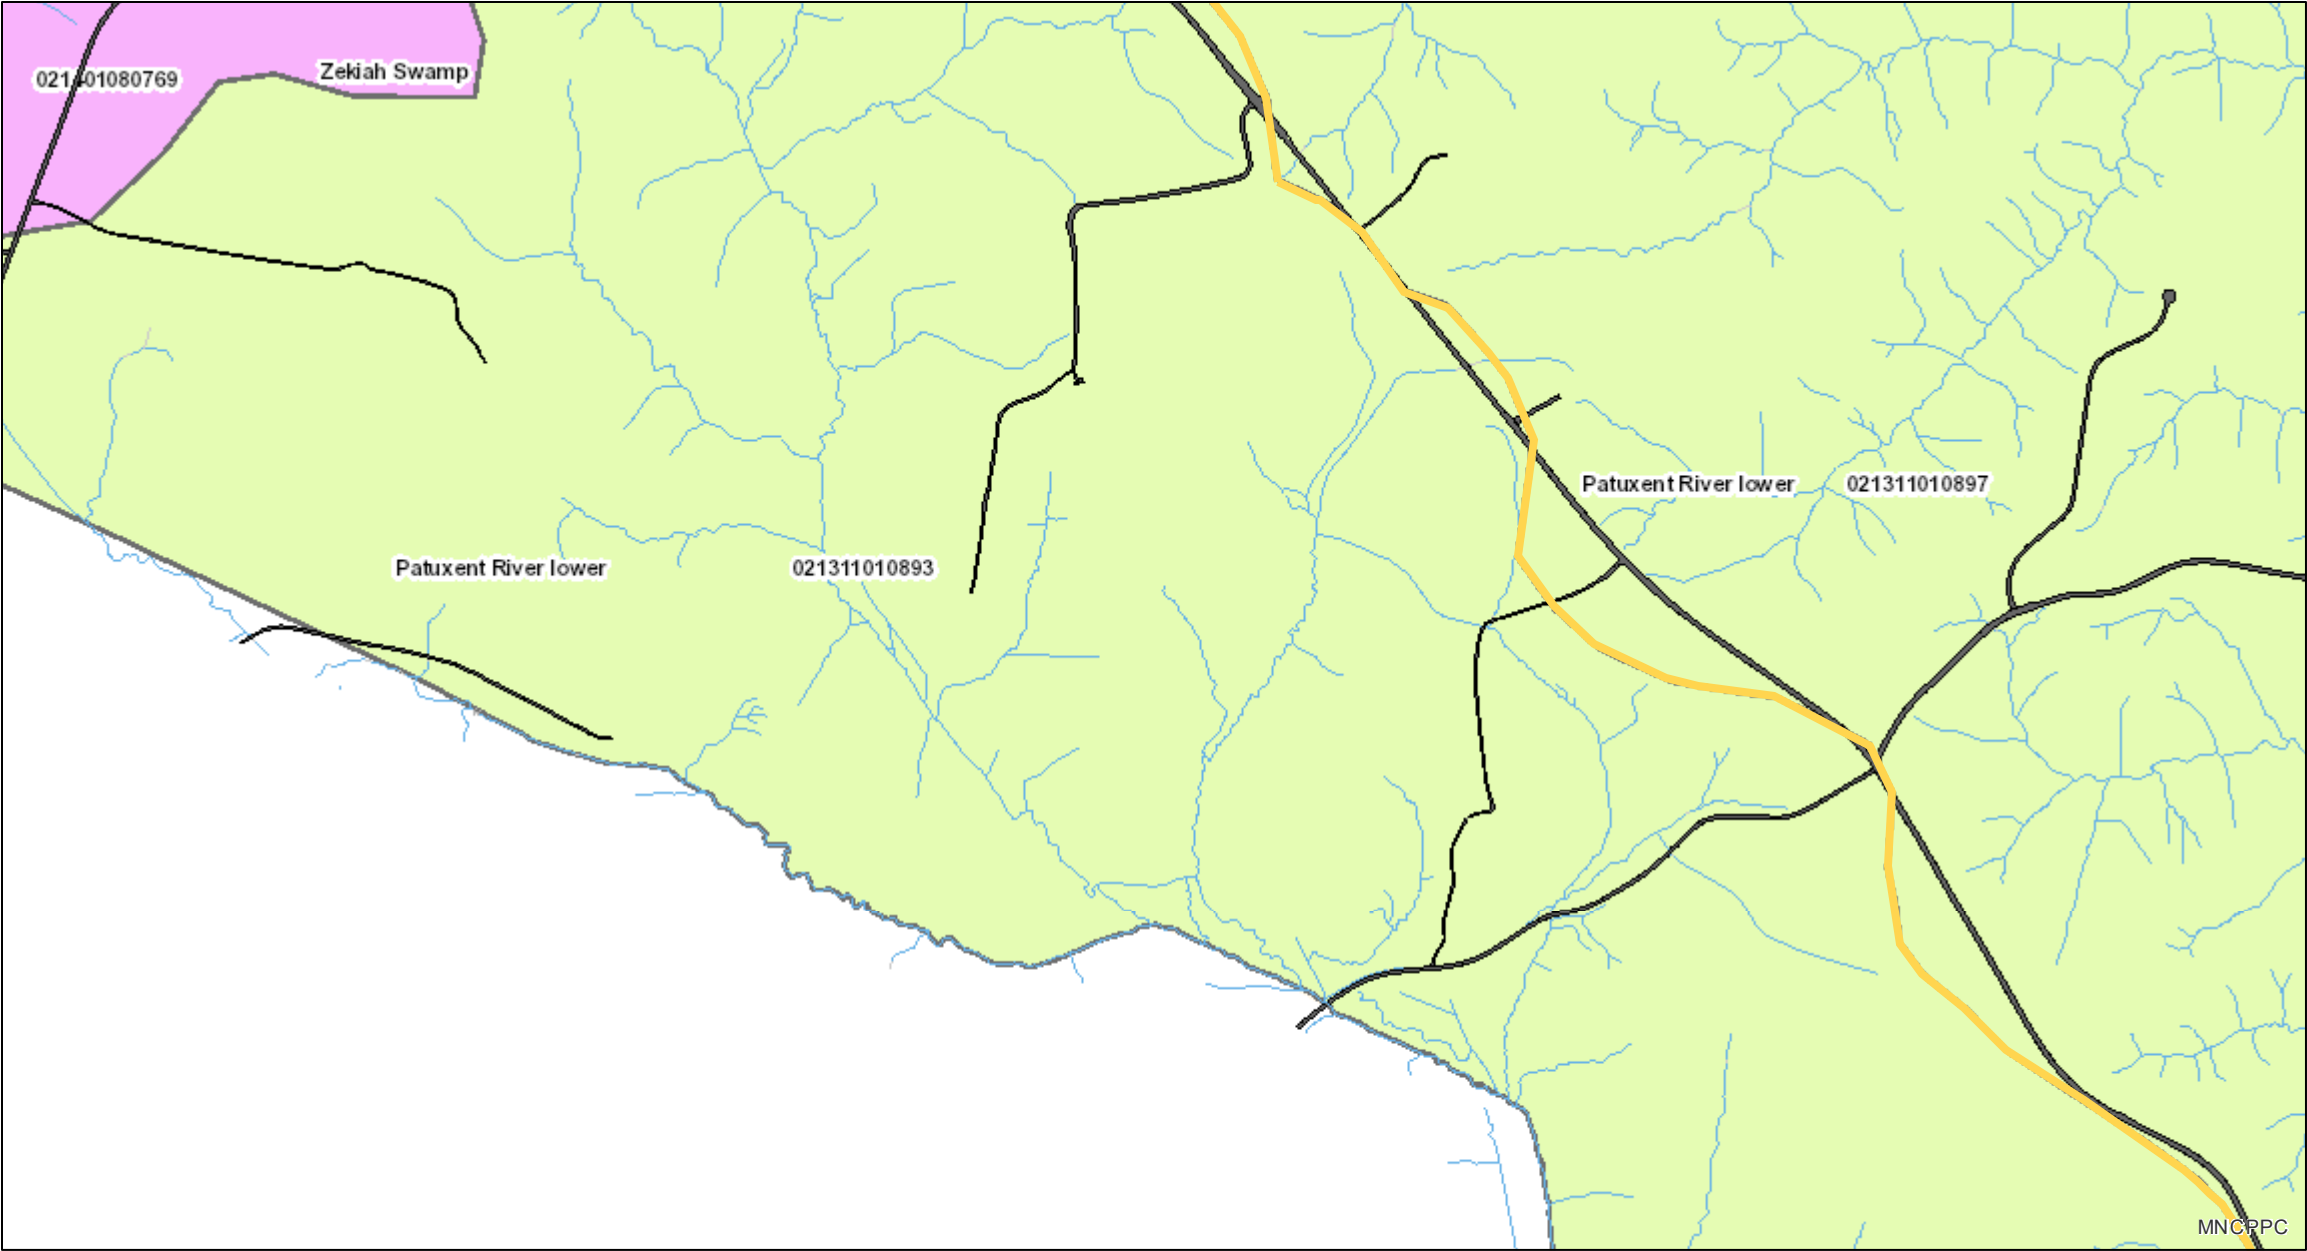 Zekiah Swamp
021401080769
Patuxent River lower 021311010897
Patuxent River lower 021311010893
MNCPPC